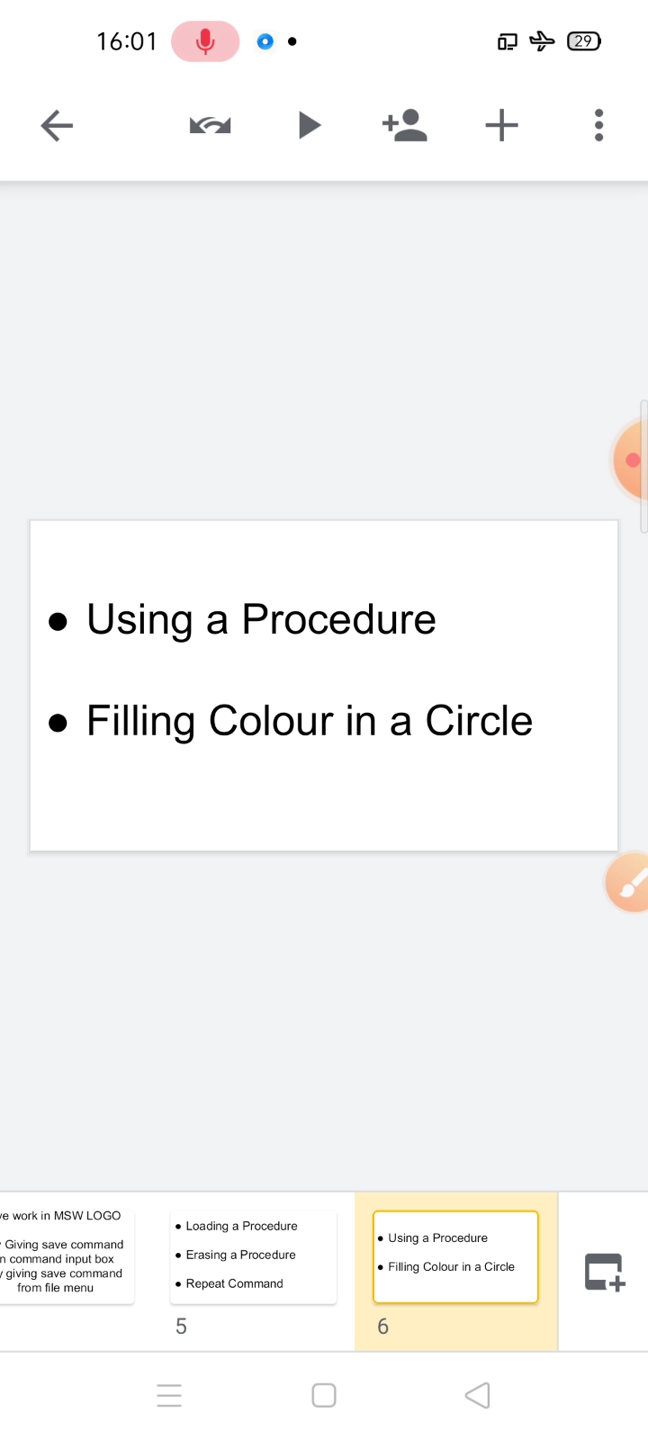 16:01
29
● Using a Procedure
● Filling Colour in a Circle
ve work in MSW LOGO
Giving save command
n command input box
y giving save command
from file menu
● Loading a Procedure
● Erasing a Procedure
● Repeat Command
5
● Using a Procedure
● Filling Colour in a Circle
6